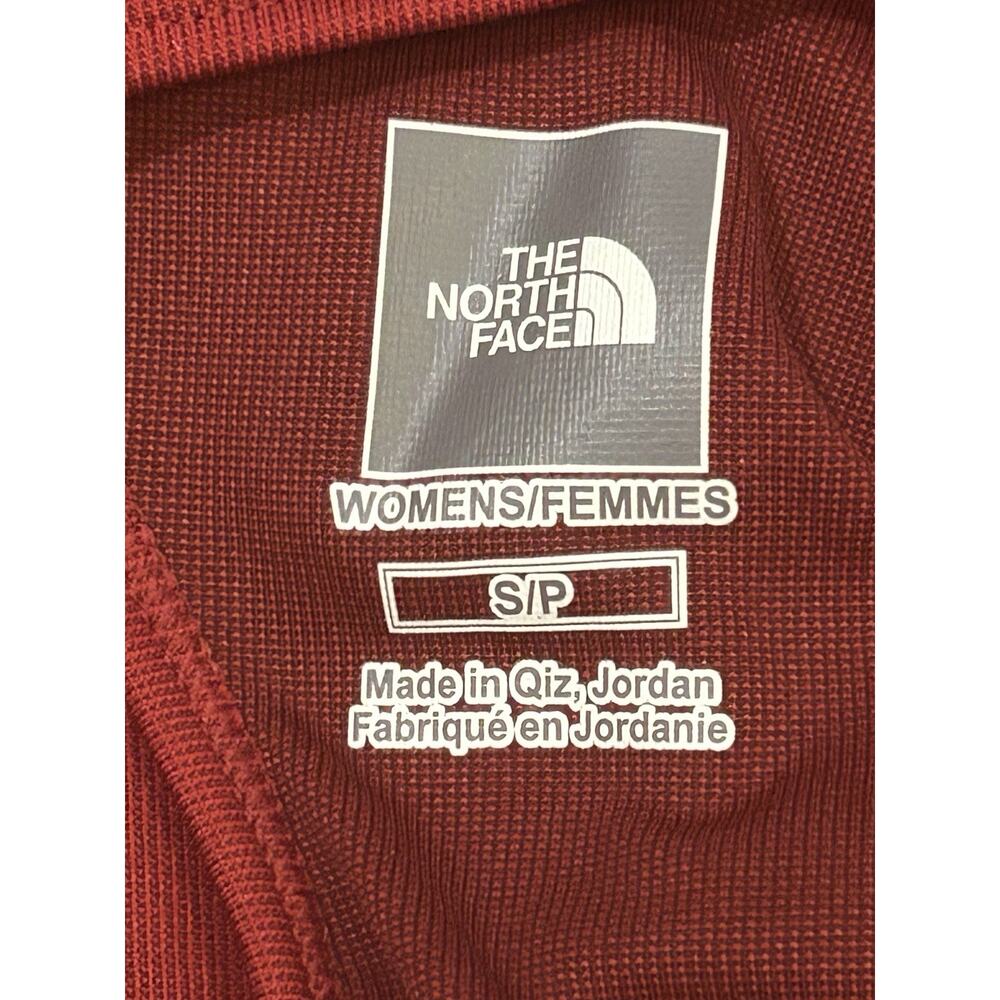 THE
NORTH
FACE
WOMENS/FEMMES
S/P
Made in Qiz, Jordan
Fabriqué en Jordanie